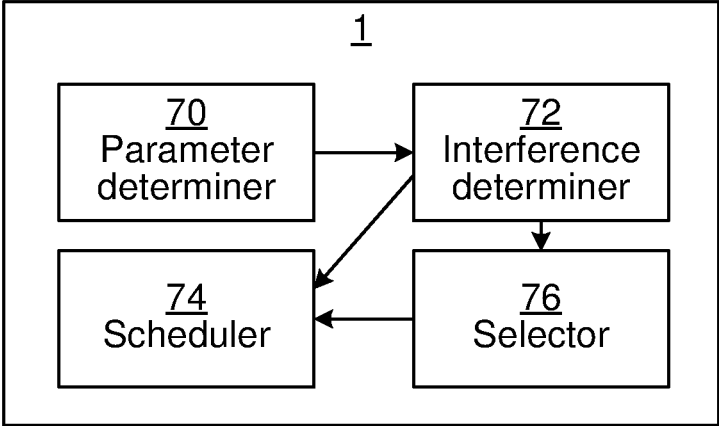 1
70
Parameter
determiner
72
Interference
determiner
74
Scheduler
76
Selector